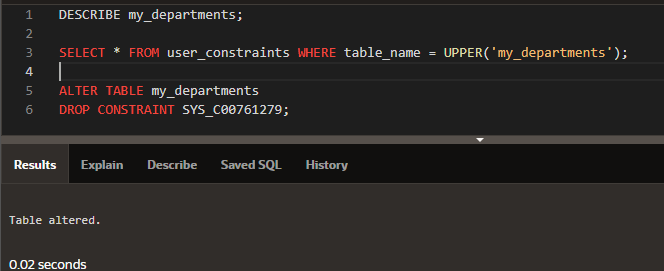 1 DESCRIBE my_departments;
2
3 SELECT * FROM user_constraints WHERE table_name = UPPER('my_departments');
4
5 ALTER TABLE my_departments
6 DROP CONSTRAINT SYS_C00761279;
Results Explain Describe Saved SQL History
Table altered.
0.02 seconds